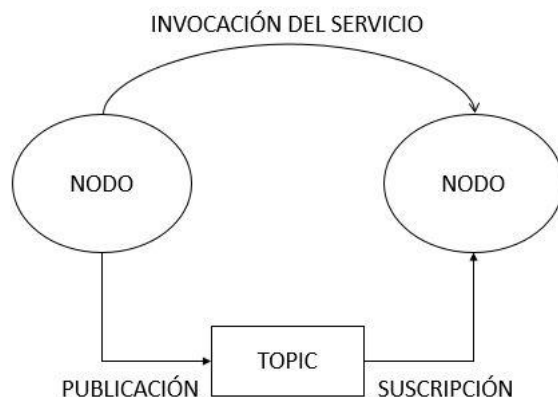 INVOCACIÓN DEL SERVICIO
NODO
NODO
TOPIC
PUBLICACIÓN
SUSCRIPCIÓN